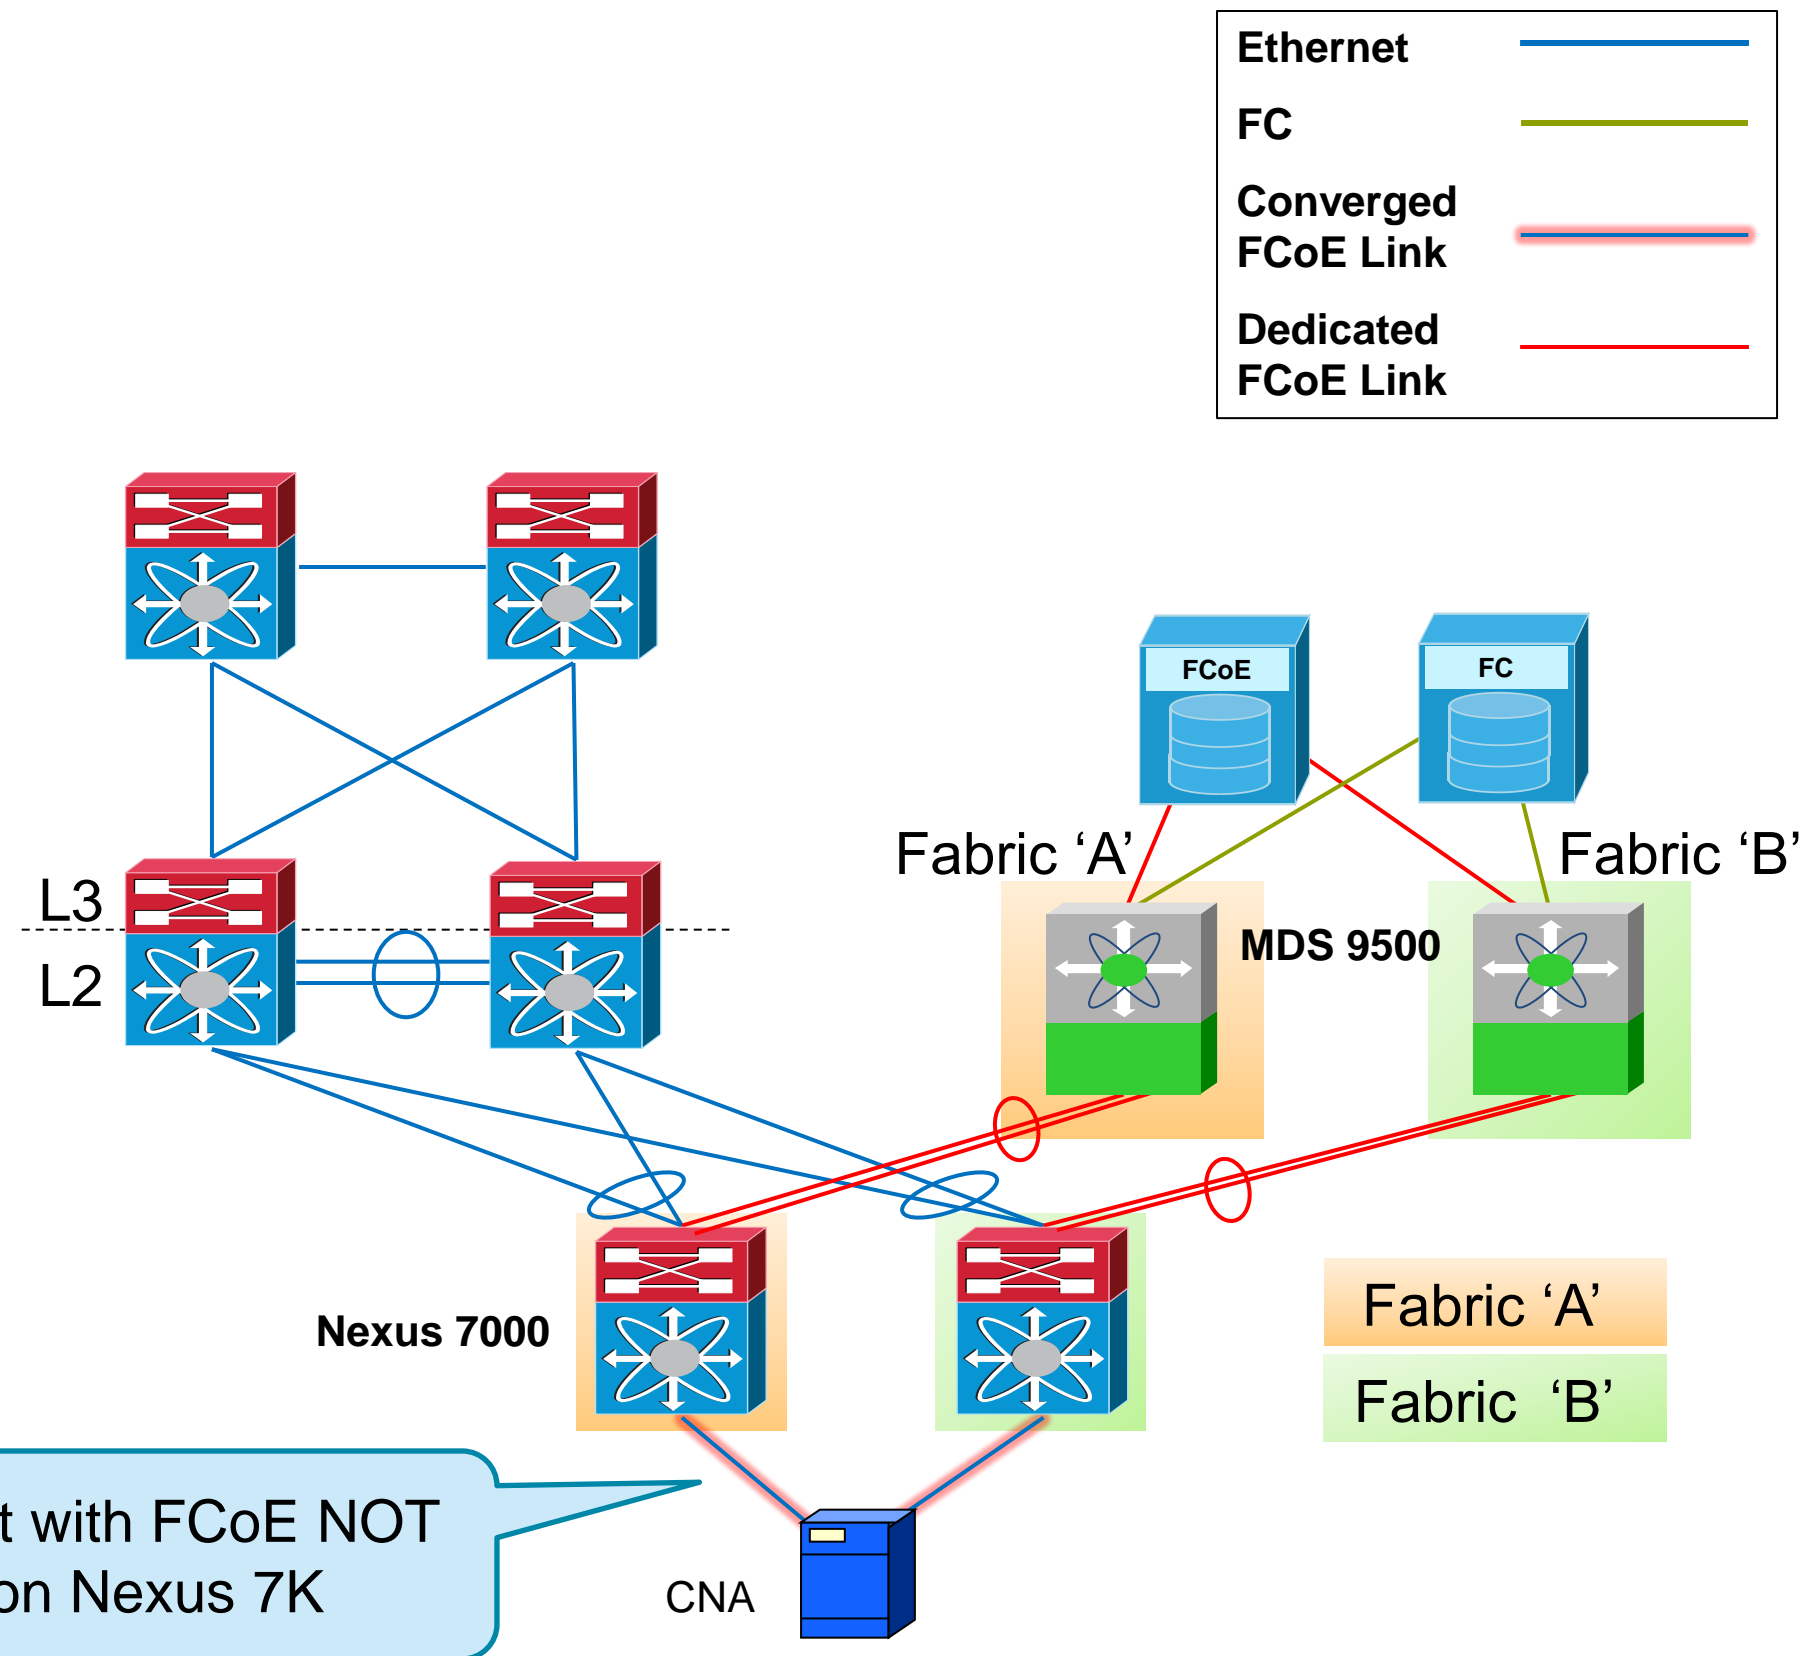 Ethernet
FC
Converged
FCoE Link
Dedicated
FCoE Link
FCoE
FC
Fabric ‘A’
Fabric ‘B’
L3
MDS 9500
L2
Fabric ‘A’
Nexus 7000
Fabric ‘B’
with FCoE NOT
on Nexus 7K
CNA